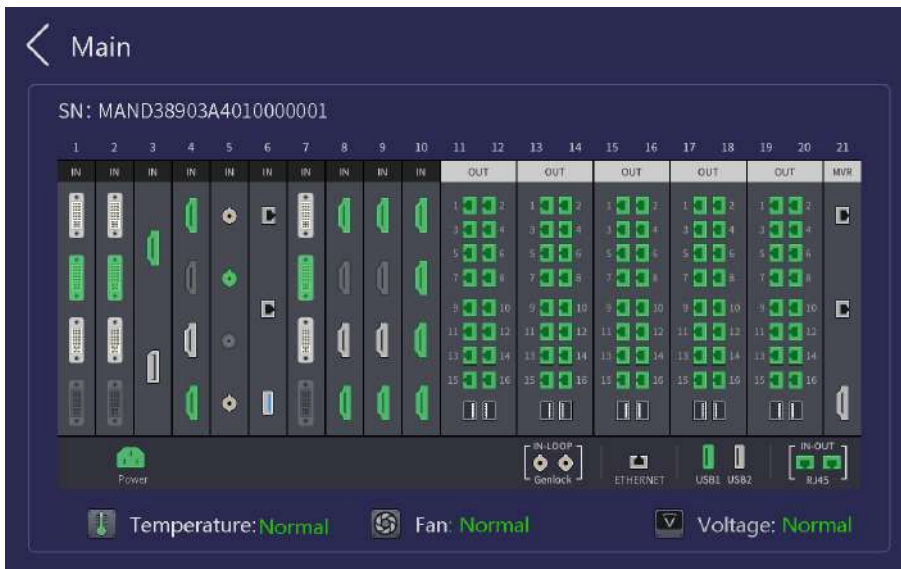 Main
SN: MAND38903A4010000001
1 2 3 4 5 6 7 8 9 10 11 12 13 14 15 16 17 18 19 20 21
IN IN IN IN IN IN IN IN IN IN OUT OUT OUT OUT OUT MVR
1 2 1 2 1 2 1 2 1 2
3 4 3 4 3 4 3 4 3 4
5 6 5 6 5 6 5 6 5 6
7 8 7 8 7 8 7 8 7 8
9 10 9 10 9 10 9 10 9 10
11 12 11 12 11 12 11 12 11 12
13 14 13 14 13 14 13 14 13 14
15 16 15 16 15 16 15 16 15 16
IN-LOOP IN-OUT
Power Genlock ETHERNET USB1 USB2 RJ45
Temperature:Normal Fan: Normal Voltage: Normal